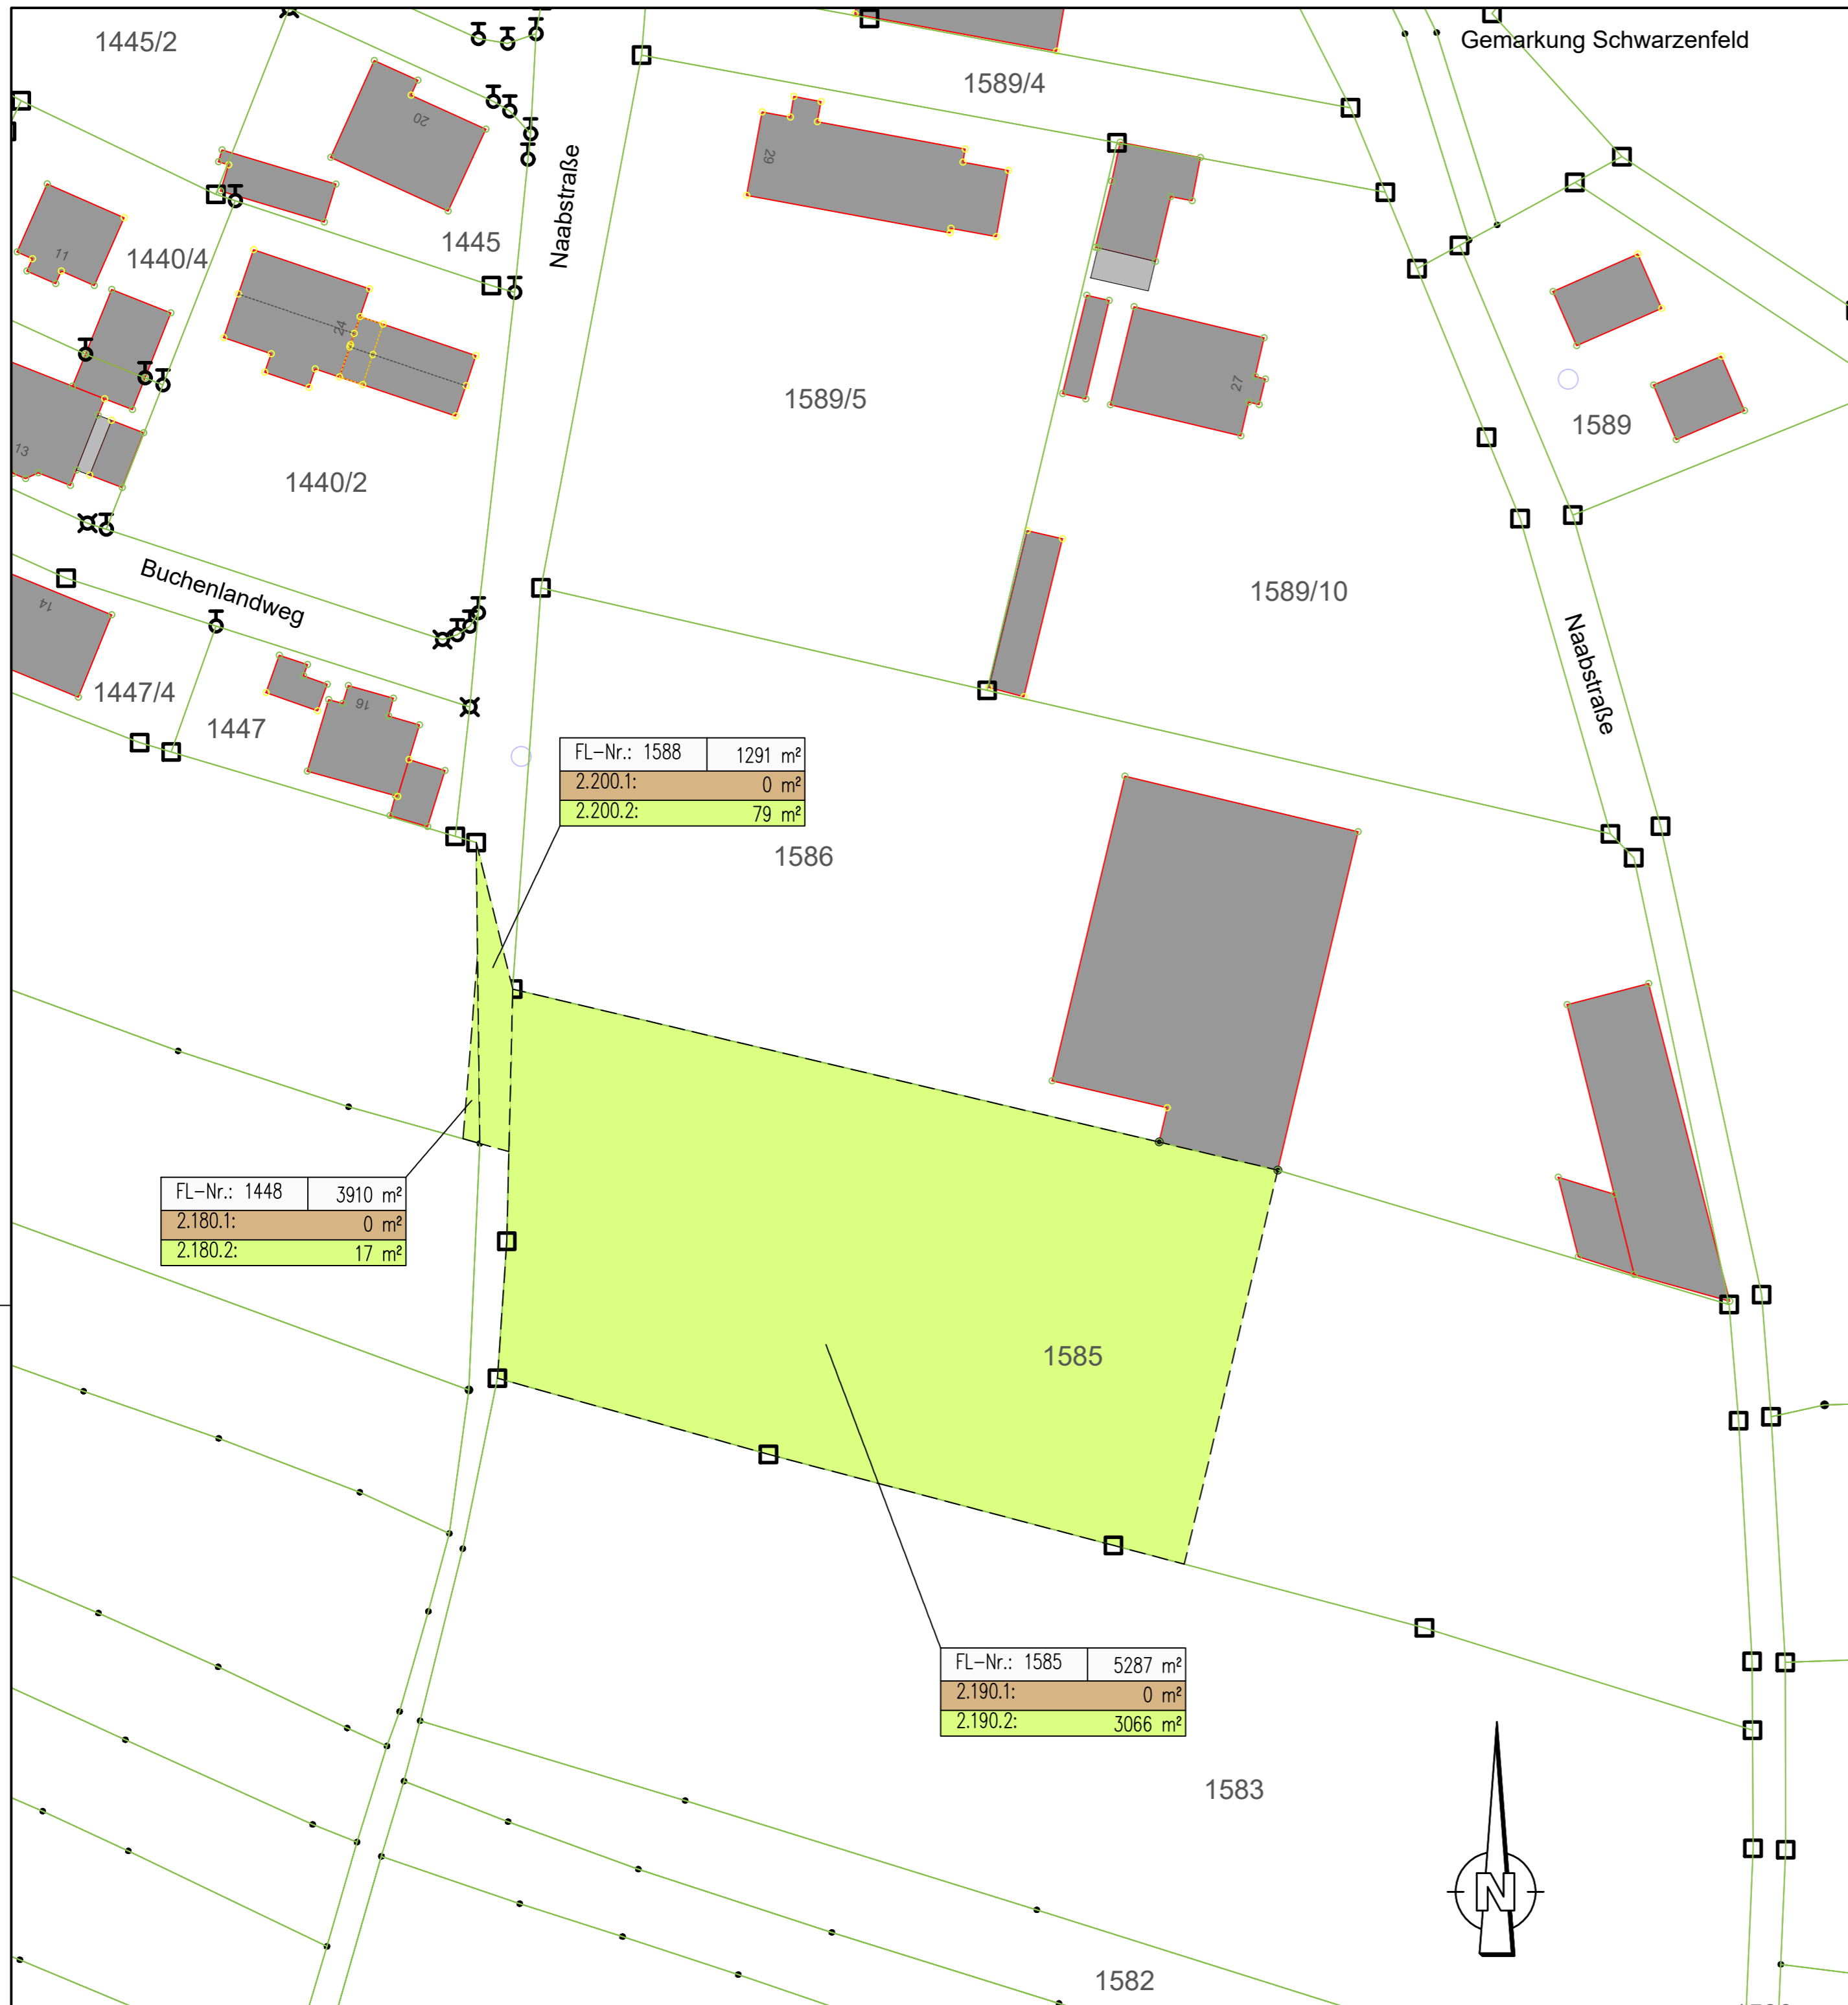 1445/2
Gemarkung Schwarzenfeld
1589/4
20
29
Naabstraße
1445
1440/4
11
24
27
1589/5
1589
13
1440/2
Buchenlandweg
14
1589/10
Naabstraße
1447/4
1447
16
FL-Nr.: 1588 1291 m²
2.200.1: 0 m²
2.200.2: 79 m²
1586
FL-Nr.: 1448 3910 m²
2.180.1: 0 m²
2.180.2: 17 m²
1585
FL-Nr.: 1585 5287 m²
2.190.1: 0 m²
2.190.2: 3066 m²
1583
N
1582